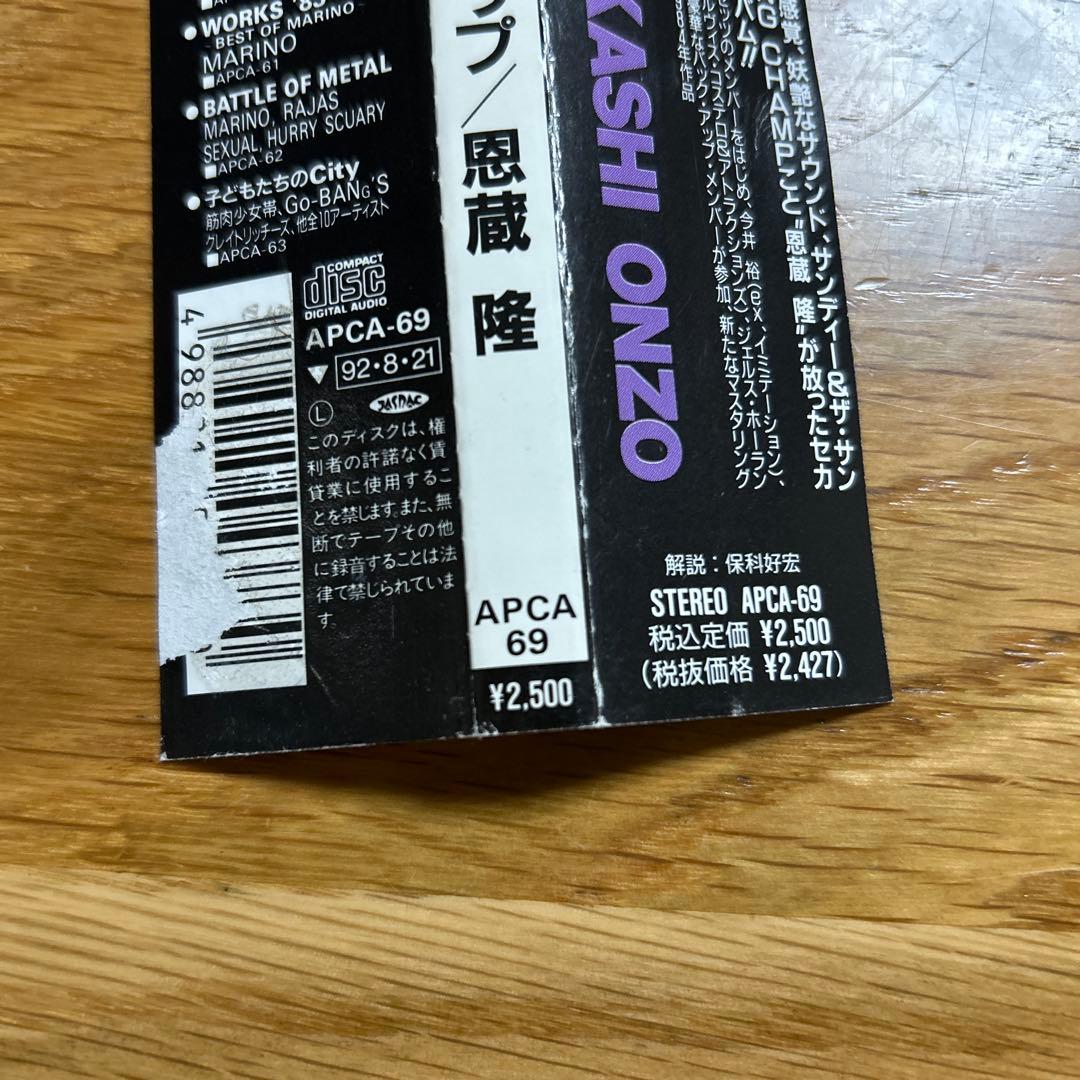 WORKS '85
~BEST OF MARINO~
MARINO
■APCA-61
●BATTLE OF METAL
MARINO, RAJAS
SEXUAL, HURRY SCUARY
■APCA-62
●子どもたちのCity
筋肉少女帯、GO-BANG'S
グレイトリッチーズ、他全10アーティスト
■APCA-63
COMPACT
disc
DIGITAL AUDIO
APCA-69
▼ 92・8・21
Ⓛ JASRAC
このディスクは、権
利者の許諾なく賃
貸業に使用するこ
とを禁じます。また、無
断でテープその他
に録音することは法
律で禁じられていま
す。
4 988
ップ/恩蔵 隆
APCA
69
¥2,500
KASHI ONZO
感覚、妖艶なサウンド、サンディー&ザ・サン
G CHAMPこと"恩蔵 隆"が放ったセカ
バム!!
セッツのメンバーをはじめ、今井 裕(ex、イミテーション)、
ルヴィス・コステロ&アトラクションズ)、ジェルス・ホーラン
豪華なバック・アップ・メンバーが参加、新たなマスタリング
984年作品
解説:保科好宏
STEREO APCA-69
税込定価 ¥2,500
(税抜価格 ¥2,427)